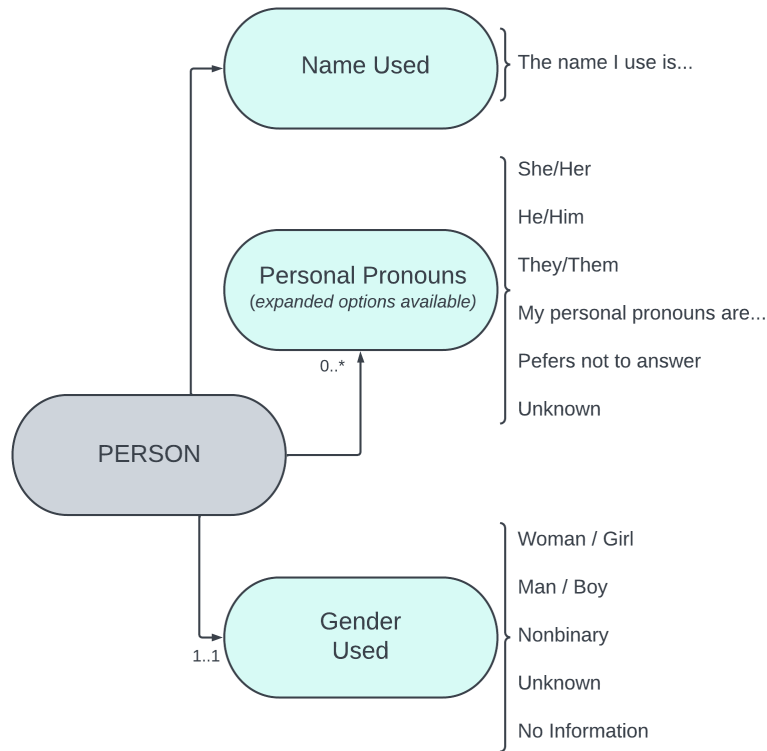 Name Used
The name I use is...
She/Her
He/Him
They/Them
Personal Pronouns
(expanded options available)
My personal pronouns are...
Pefers not to answer
Unknown
0..*
PERSON
Woman / Girl
Man / Boy
Nonbinary
Unknown
No Information
Gender
Used
1..1